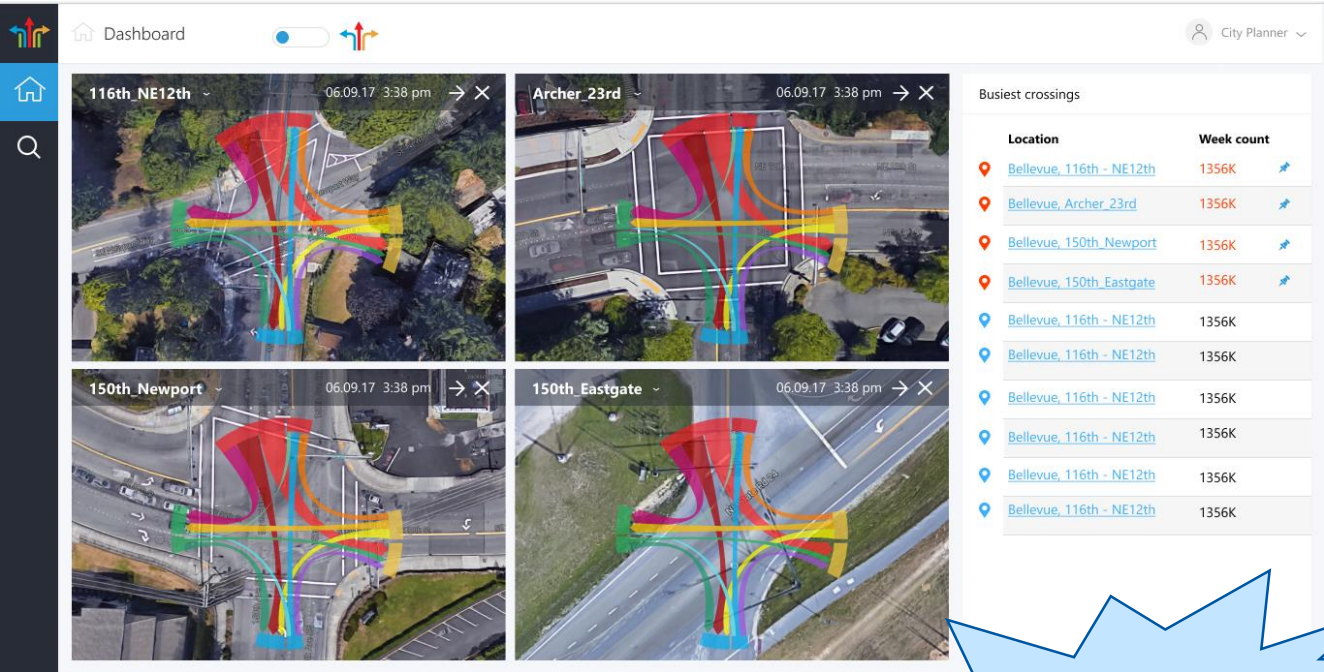 Dashboard
City Planner
116th_NE12th
06.09.17 3:38 pm
Archer_23rd
06.09.17 3:38 pm
150th_Newport
06.09.17 3:38 pm
150th_Eastgate
06.09.17 3:38 pm
Busiest crossings
Location Week count
Bellevue, 116th - NE12th 1356K
Bellevue, Archer_23rd 1356K
Bellevue, 150th_Newport 1356K
Bellevue, 150th_Eastgate 1356K
Bellevue, 116th - NE12th 1356K
Bellevue, 116th - NE12th 1356K
Bellevue, 116th - NE12th 1356K
Bellevue, 116th - NE12th 1356K
Bellevue, 116th - NE12th 1356K
Bellevue, 116th - NE12th 1356K